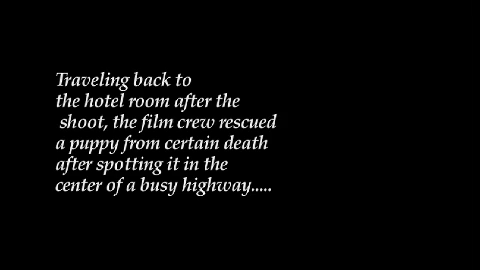 Traveling back to
the hotel room after the
shoot, the film crew rescued
a puppy from certain death
after spotting it in the
center of a busy highway.....